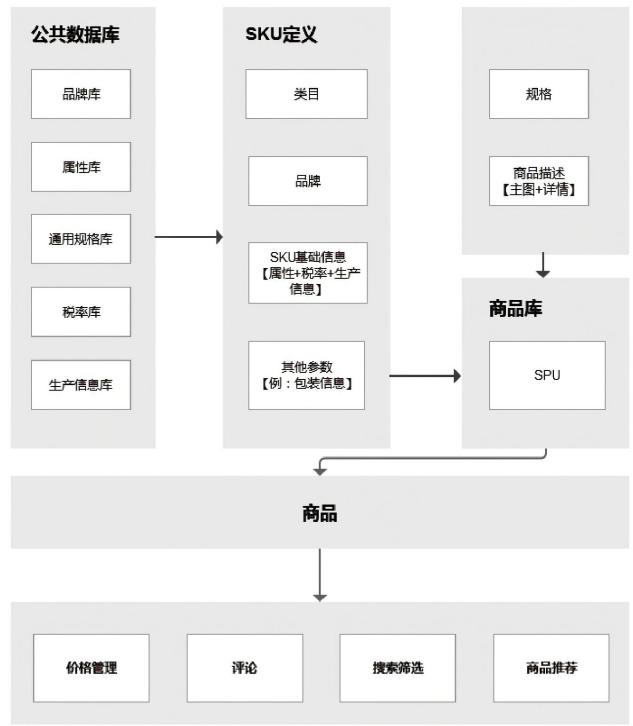 公共数据库
品牌库
属性库
通用规格库
税率库
生产信息库
SKU定义
类目
品牌
SKU基础信息
【属性+税率+生产
信息】
其他参数
【例：包装信息】
规格
商品描述
【主图+详情】
商品库
SPU
商品
价格管理
评论
搜索筛选
商品推荐